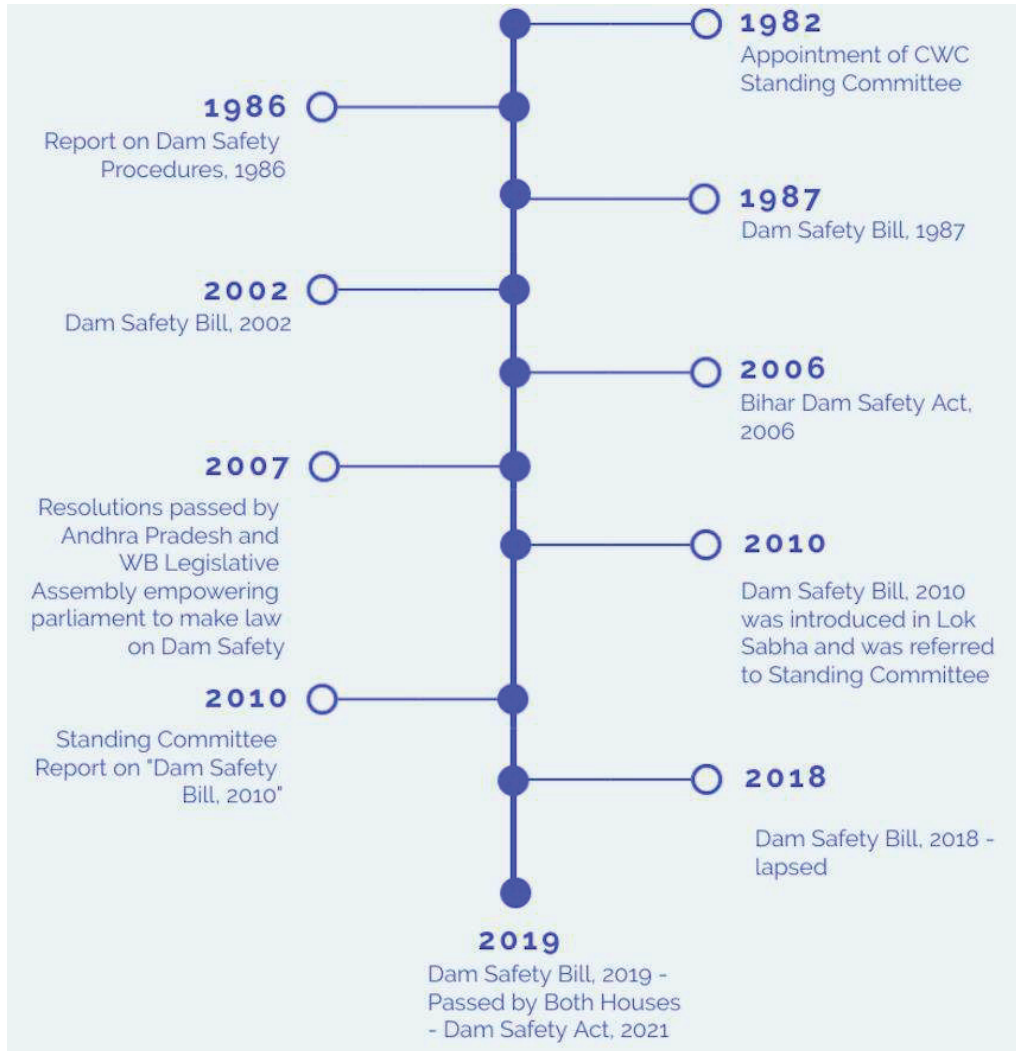 1982
Appointment of CWC
Standing Committee
1986
Report on Dam Safety
Procedures, 1986
1987
Dam Safety Bill, 1987
2002
Dam Safety Bill, 2002
2006
Bihar Dam Safety Act,
2006
2007
Resolutions passed by
Andhra Pradesh and
WB Legislative
Assembly empowering
parliament to make law
on Dam Safety
2010
Dam Safety Bill, 2010
was introduced in Lok
Sabha and was referred
to Standing Committee
2010
Standing Committee
Report on "Dam Safety
Bill, 2010"
2018
Dam Safety Bill, 2018 -
lapsed
2019
Dam Safety Bill, 2019 -
Passed by Both Houses
- Dam Safety Act, 2021